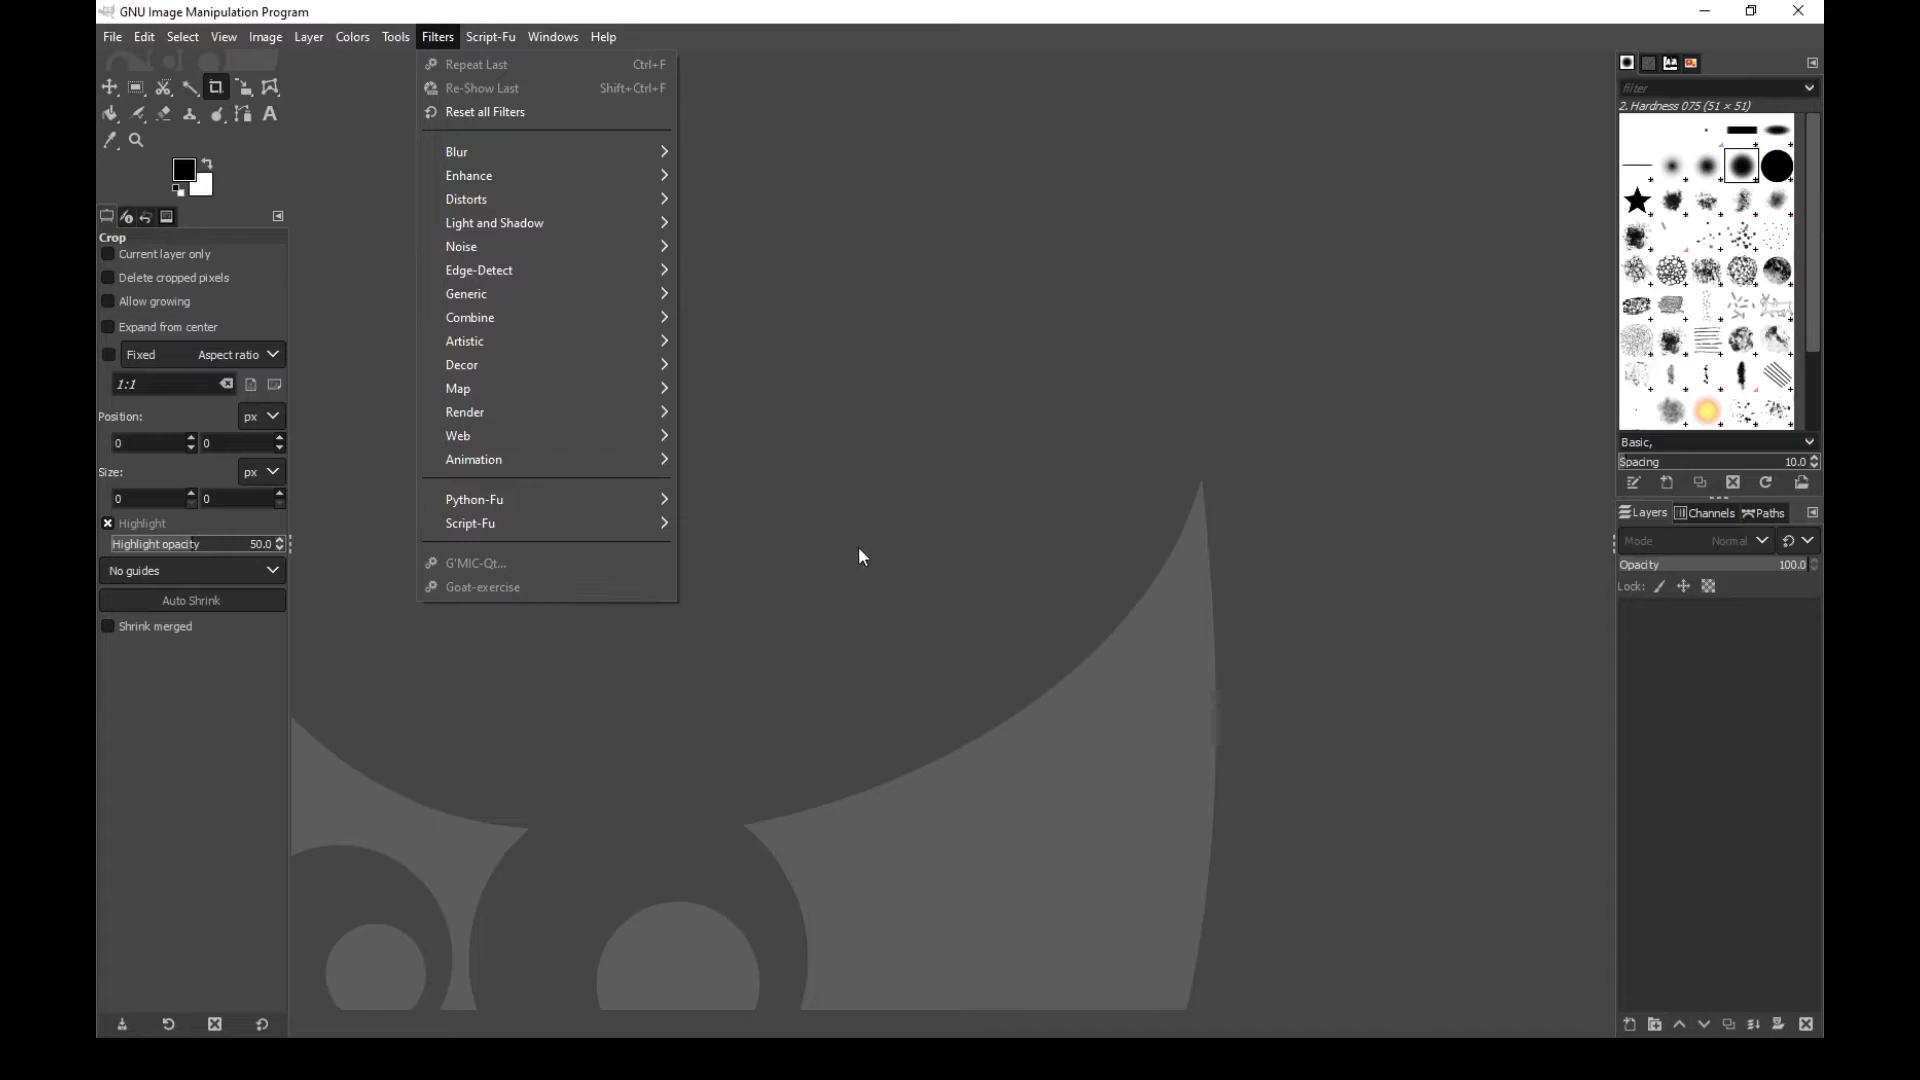 GNU Image Manipulation Program
File Edit Select View Image Layer Colors Tools Filters Script-Fu Windows Help
Repeat Last Ctrl+F
Re-Show Last Shift+Ctrl+F
Reset all Filters
Blur
Enhance
Distorts
Light and Shadow
Noise
Edge-Detect
Generic
Combine
Artistic
Decor
Map
Render
Web
Animation
Python-Fu
Script-Fu
G'MIC-Qt...
Goat-exercise
Crop
Current layer only
Delete cropped pixels
Allow growing
Expand from center
Fixed Aspect ratio
1:1
Position: px
0 0
Size: px
0 0
Highlight
Highlight opacity 50.0
No guides
Auto Shrink
Shrink merged
filter
2. Hardness 075 (51 × 51)
Basic,
Spacing 10.0
Layers Channels Paths
Mode Normal
Opacity 100.0
Lock: